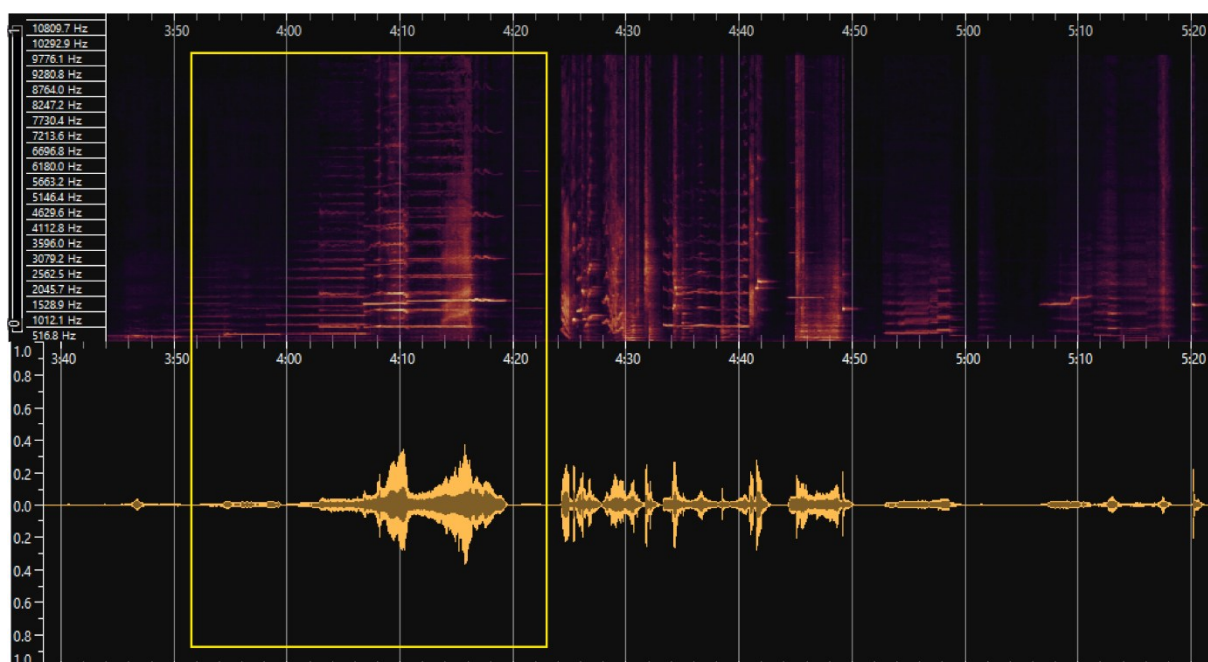 10809.7 Hz
3:50 4:00 4:10 4:20 4:30 4:40 4:50 5:00 5:10 5:20
10292.9 Hz
9776.1 Hz
9280.8 Hz
8764.0 Hz
8247.2 Hz
7730.4 Hz
7213.6 Hz
6696.8 Hz
6180.0 Hz
5663.2 Hz
5146.4 Hz
4629.6 Hz
4112.8 Hz
3596.0 Hz
3079.2 Hz
2562.5 Hz
2045.7 Hz
1528.9 Hz
1012.1 Hz
516.8 Hz
1.0
3:40 3:50 4:00 4:10 4:20 4:30 4:40 4:50 5:00 5:10 5:20
0.8
0.6
0.4
0.2
0.0
0.2
0.4
0.6
0.8
1.0